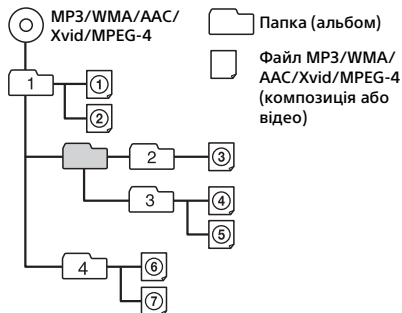 MP3/WMA/AAC/
Xvid/MPEG-4
Папка (альбом)
Файл MP3/WMA/
AAC/Xvid/MPEG-4
(композиція або
відео)
1
①
②
2
③
3
④
⑤
4
⑥
⑦